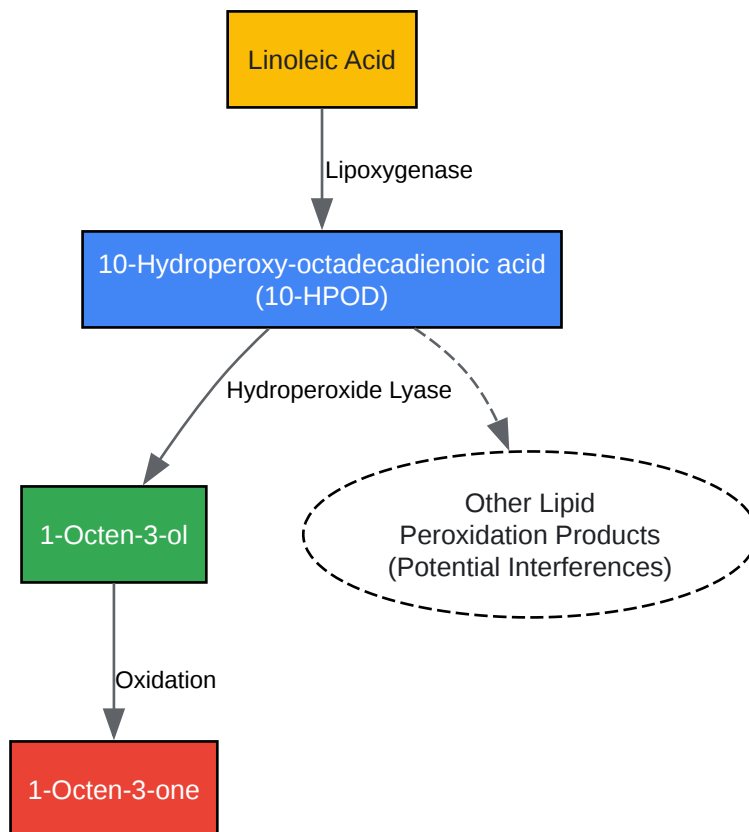 Linoleic Acid
Lipoxygenase
10-Hydroperoxy-octadecadienoic acid
(10-HPOD)
Hydroperoxide Lyase
1-Octen-3-ol
Other Lipid
Peroxidation Products
(Potential Interferences)
Oxidation
1-Octen-3-one